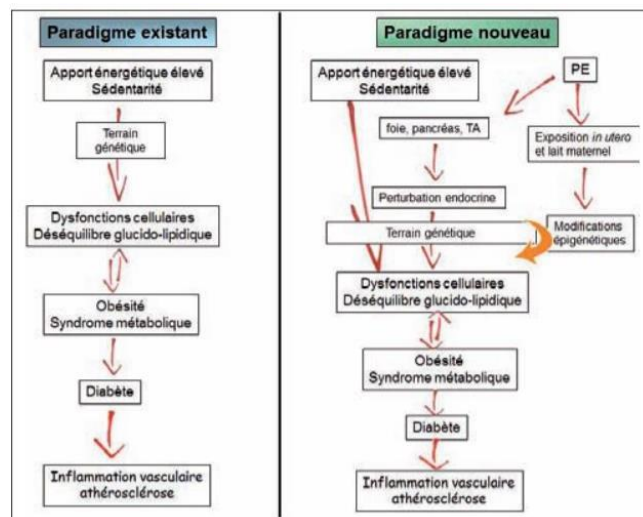 Paradigme existant
Apport énergétique élevé
Sédentarité
Terrain
génétique
Dysfonctions cellulaires
Déséquilibre glucido-lipidique
Obésité
Syndrome métabolique
Diabète
Inflammation vasculaire
athérosclérose
Paradigme nouveau
Apport énergétique élevé
Sédentarité
PE
foie, pancréas, TA
Exposition in utero
et lait maternel
Perturbation endocrine
Terrain génétique
Modifications
épigénétiques
Dysfonctions cellulaires
Déséquilibre glucido-lipidique
Obésité
Syndrome métabolique
Diabète
Inflammation vasculaire
athérosclérose